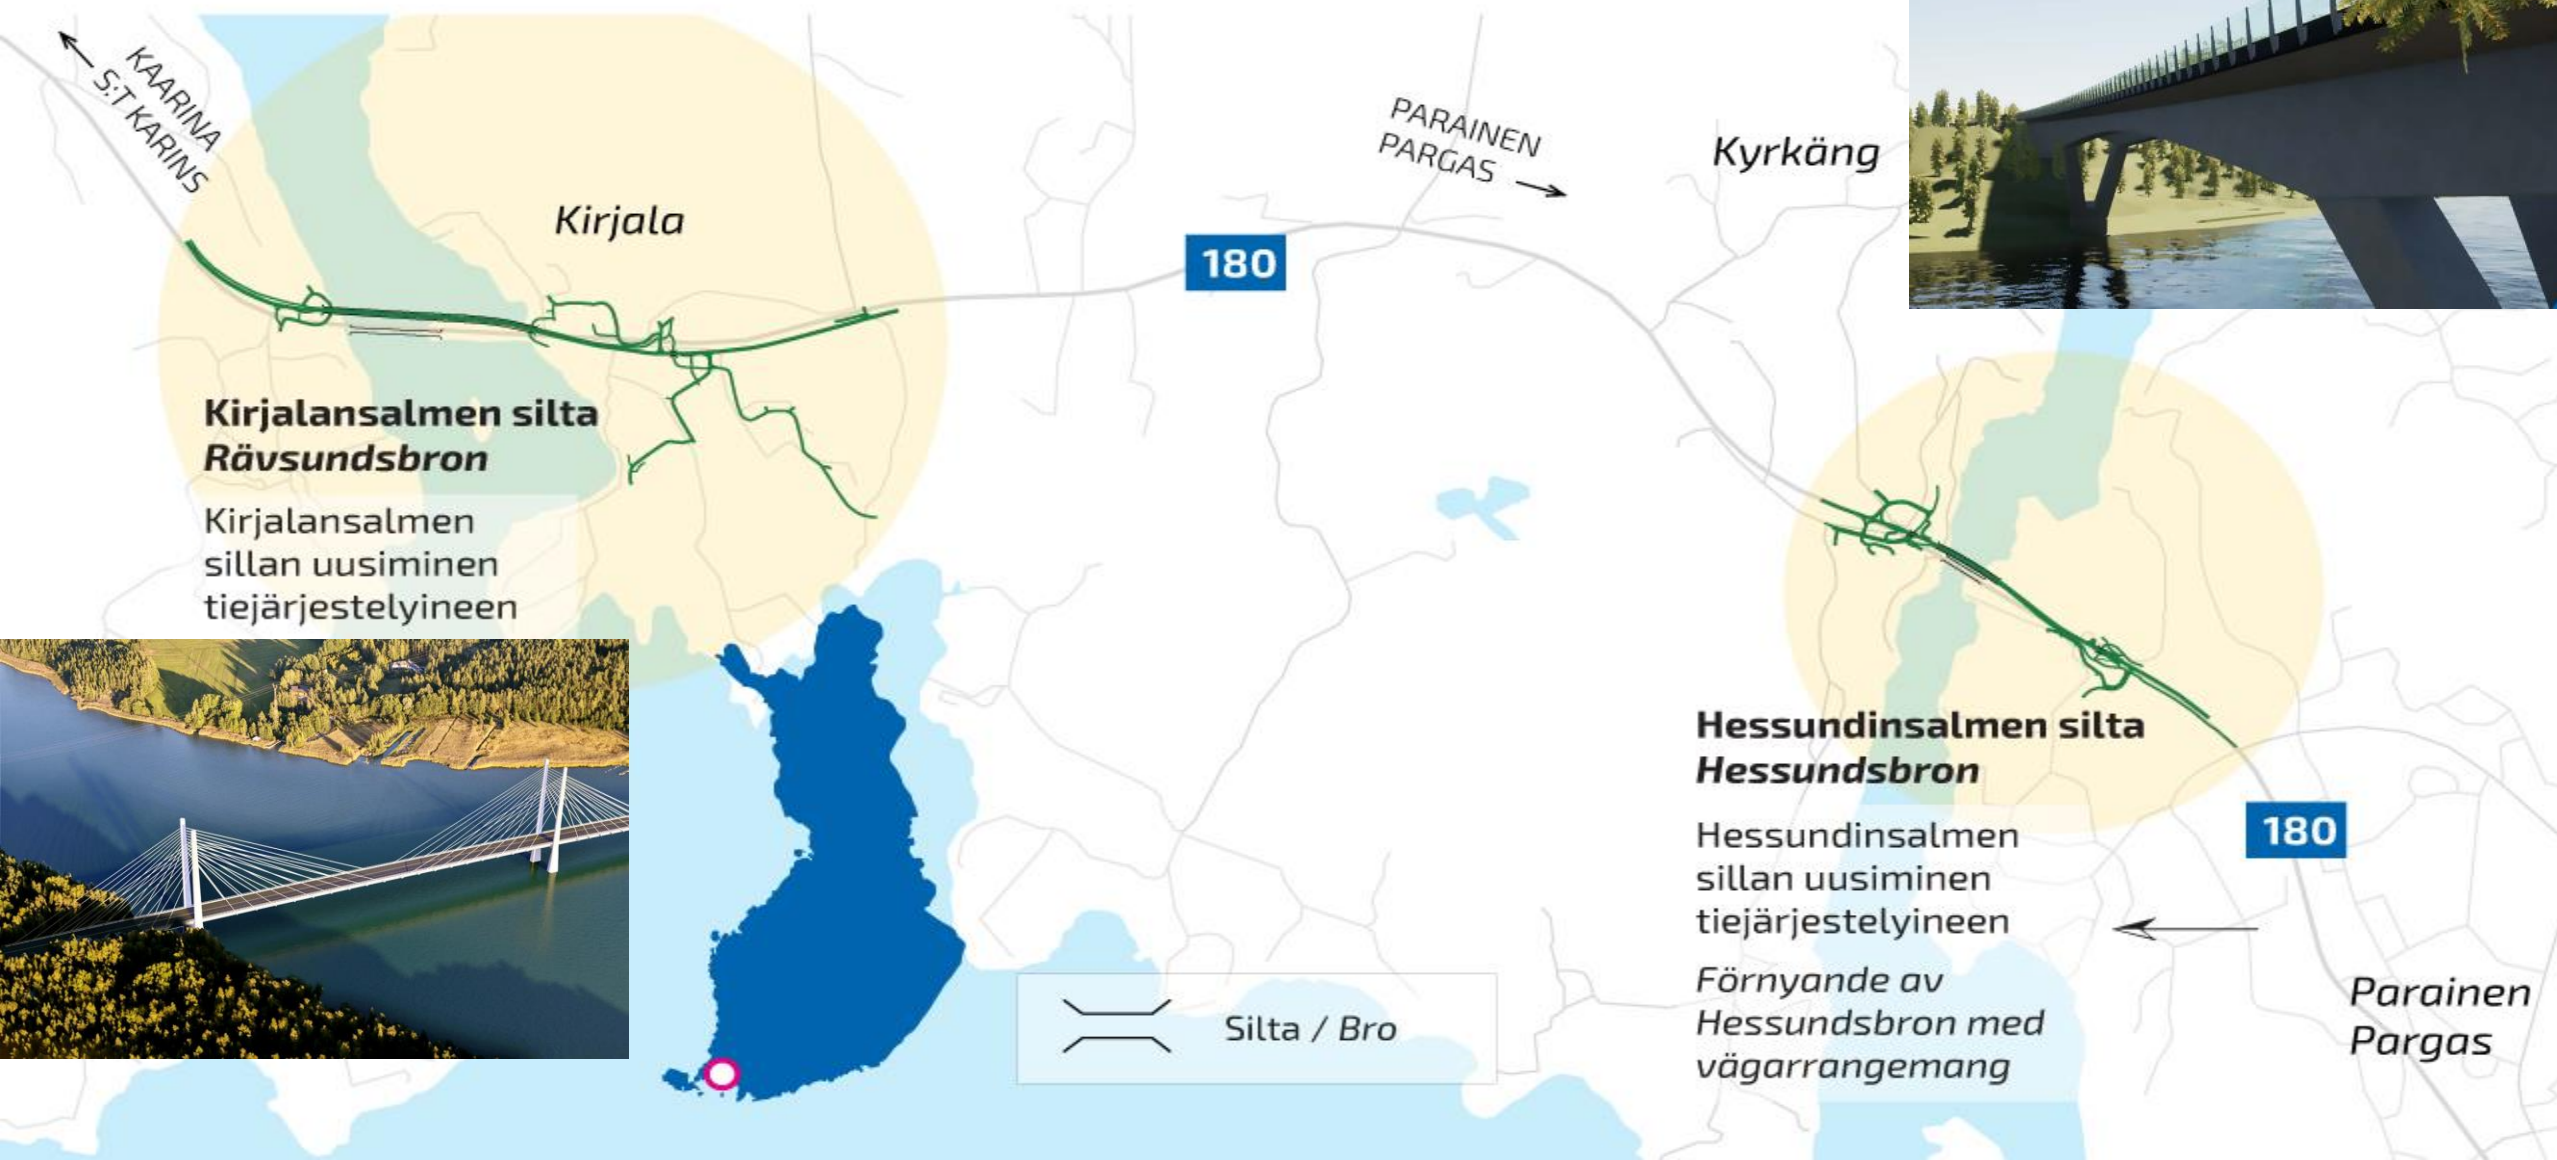 KAARINA
S:T KARINS
Kirjala
PARAINEN
PARGAS
Kyrkäng
180
Kirjalansalmen silta
Rävsundsbron
Kirjalansalmen
sillan uusiminen
tiejärjestelyineen
Hessundinsalmen silta
Hessundsbron
Hessundinsalmen
sillan uusiminen
tiejärjestelyineen
Förnyande av
Hessundsbron med
vägarrangemang
180
Parainen
Pargas
Silta / Bro